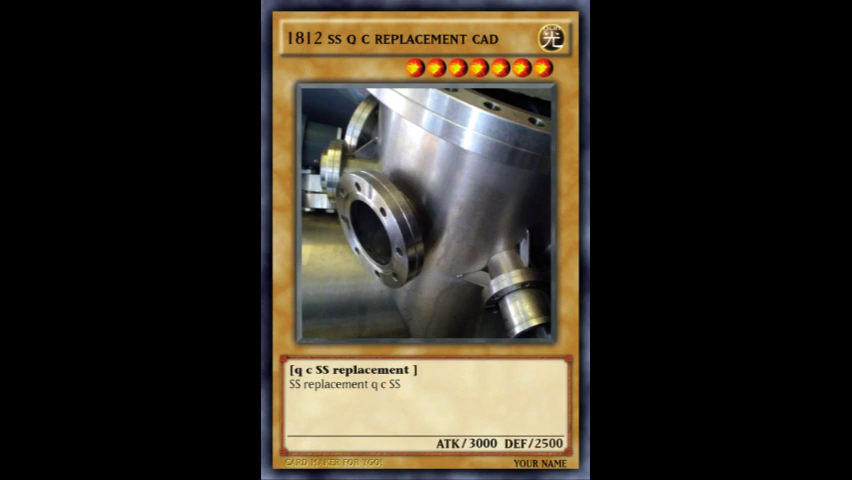 1812 SS Q C REPLACEMENT CAD
光
[q c SS replacement ]
SS replacement q c SS
ATK/3000 DEF/2500
CARD MAKER FOR YGO!
YOUR NAME